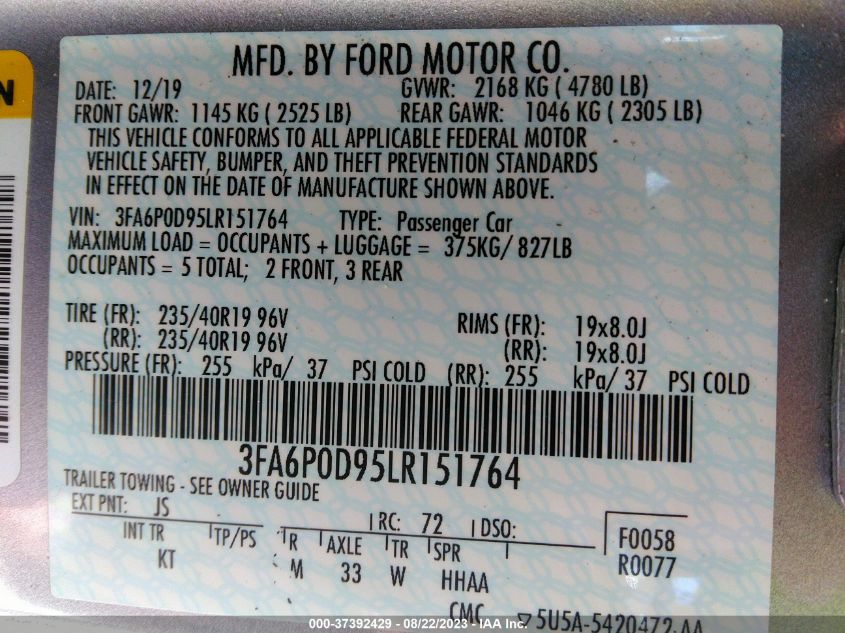 N
MFD. BY FORD MOTOR CO.
DATE: 12/19 GVWR: 2168 KG ( 4780 LB)
FRONT GAWR: 1145 KG ( 2525 LB) REAR GAWR: 1046 KG ( 2305 LB)
THIS VEHICLE CONFORMS TO ALL APPLICABLE FEDERAL MOTOR
VEHICLE SAFETY, BUMPER, AND THEFT PREVENTION STANDARDS
IN EFFECT ON THE DATE OF MANUFACTURE SHOWN ABOVE.
VIN: 3FA6P0D95LR151764 TYPE: Passenger Car
MAXIMUM LOAD = OCCUPANTS + LUGGAGE = 375KG/ 827LB
OCCUPANTS = 5 TOTAL; 2 FRONT, 3 REAR
TIRE (FR): 235/40R19 96V RIMS (FR): 19x8.0J
(RR): 235/40R19 96V (RR): 19x8.0J
PRESSURE (FR): 255 kPa/ 37 PSI COLD (RR): 255 kPa/ 37 PSI COLD
3FA6P0D95LR151764
TRAILER TOWING - SEE OWNER GUIDE
EXT PNT: JS RC: 72 DSO: F0058
INT TR TP/PS R AXLE TR SPR R0077
KT M 33 W HHAA
CMC 5U5A-5420472-AA
000-37392429 - 08/22/2023 - IAA Inc.